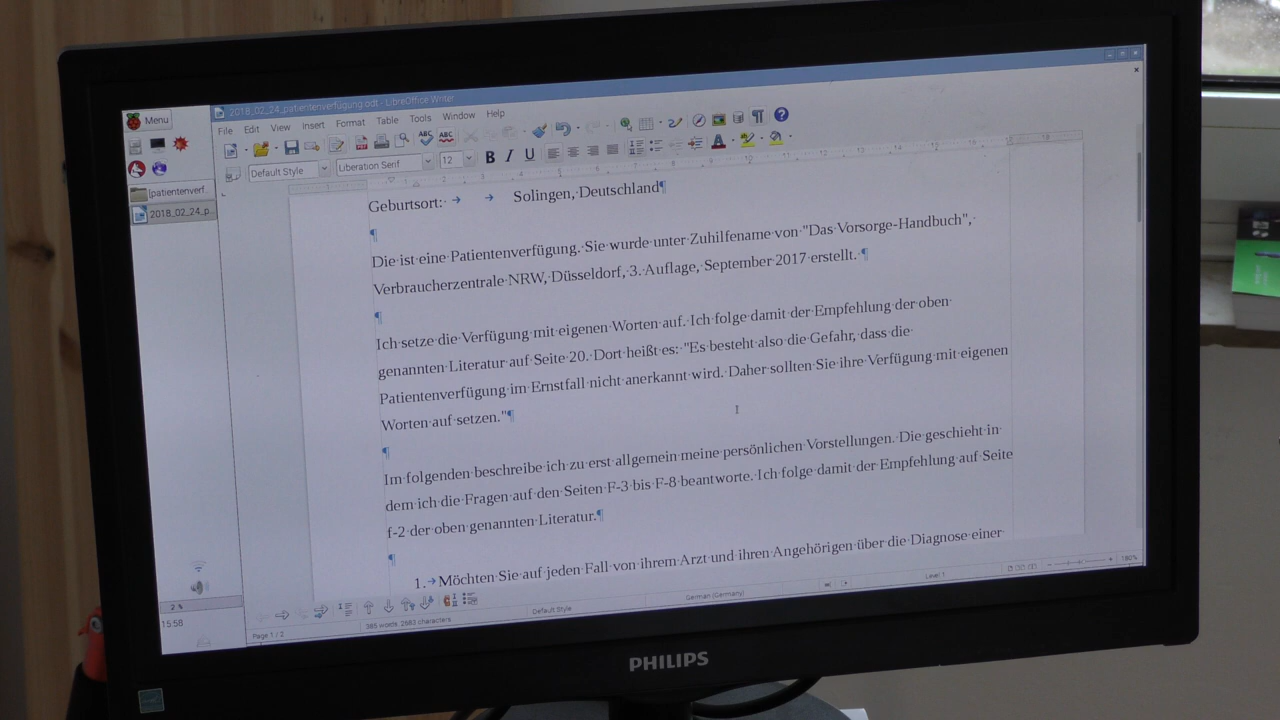 2018_02_24_patientenverfügung.odt - LibreOffice Writer
Menu
File Edit View Insert Format Table Tools Window Help
Default Style
Liberation Serif
12
[patientenverf...
2018_02_24_p...
Geburtsort: → → Solingen, Deutschland¶
¶
Die ist eine Patientenverfügung. Sie wurde unter Zuhilfename von "Das Vorsorge-Handbuch",
Verbraucherzentrale NRW, Düsseldorf, 3. Auflage, September 2017 erstellt. ¶
¶
Ich setze die Verfügung mit eigenen Worten auf. Ich folge damit der Empfehlung der oben
genannten Literatur auf Seite 20. Dort heißt es: "Es besteht also die Gefahr, dass die
Patientenverfügung im Ernstfall nicht anerkannt wird. Daher sollten Sie ihre Verfügung mit eigenen
Worten auf setzen."¶
¶
Im folgenden beschreibe ich zu erst allgemein meine persönlichen Vorstellungen. Die geschieht in
dem ich die Fragen auf den Seiten F-3 bis F-8 beantworte. Ich folge damit der Empfehlung auf Seite
f-2 der oben genannten Literatur.¶
¶
1. → Möchten Sie auf jeden Fall von ihrem Arzt und ihren Angehörigen über die Diagnose einer
2 %
15:58
Page 1 / 2
385 words, 2583 characters
Default Style
German (Germany)
Level 1
180%
PHILIPS